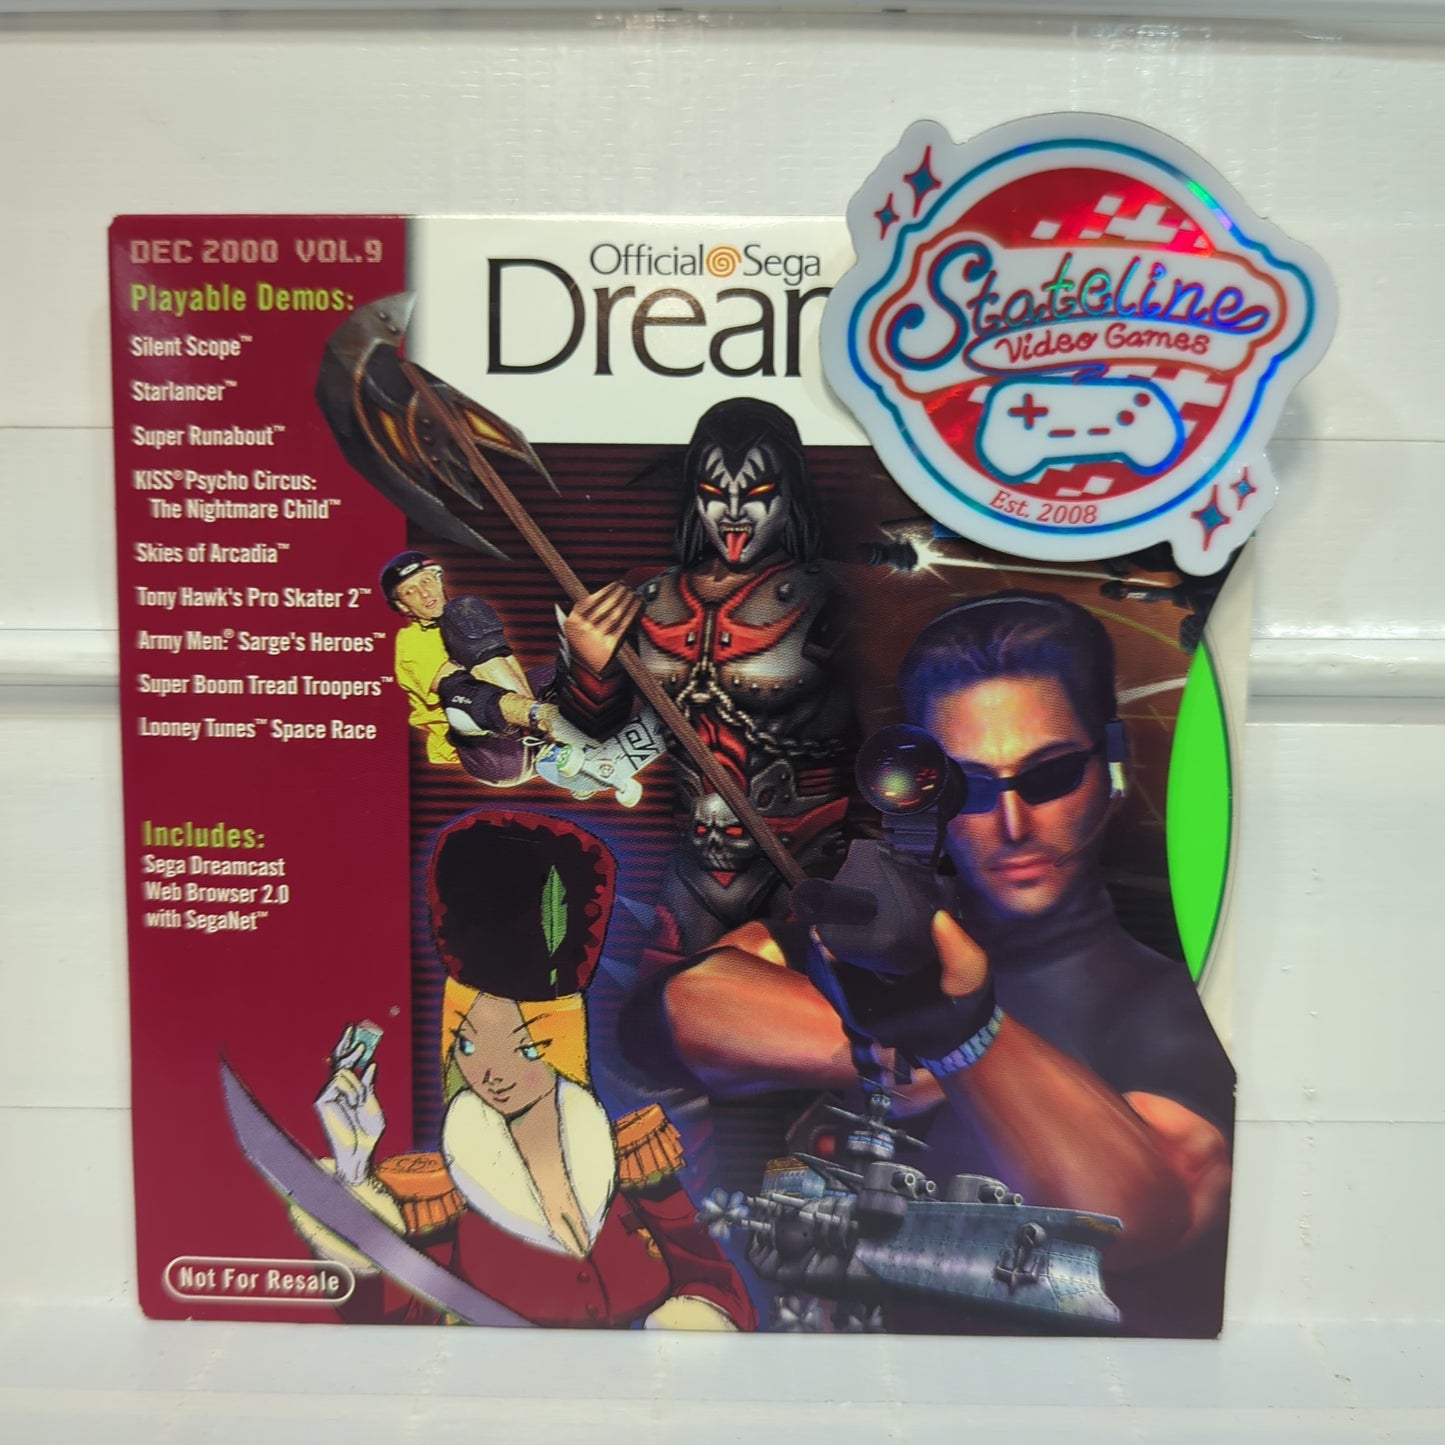 DEC 2000 VOL.9
Playable Demos:
Silent Scope™
Starlancer™
Super Runabout™
KISS® Psycho Circus:
The Nightmare Child™
Skies of Arcadia™
Tony Hawk's Pro Skater 2™
Army Men:® Sarge's Heroes™
Super Boom Tread Troopers™
Looney Tunes™ Space Race
Includes:
Sega Dreamcast
Web Browser 2.0
with SegaNet™
Not For Resale
Official Sega
Drea
Stateline
Video Games
Est. 2008